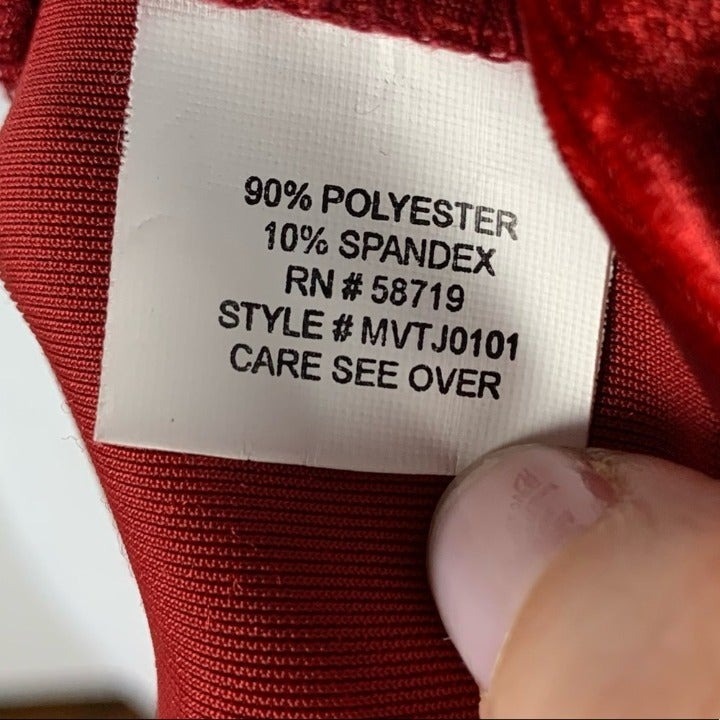 90% POLYESTER
10% SPANDEX
RN # 58719
STYLE # MVTJ0101
CARE SEE OVER